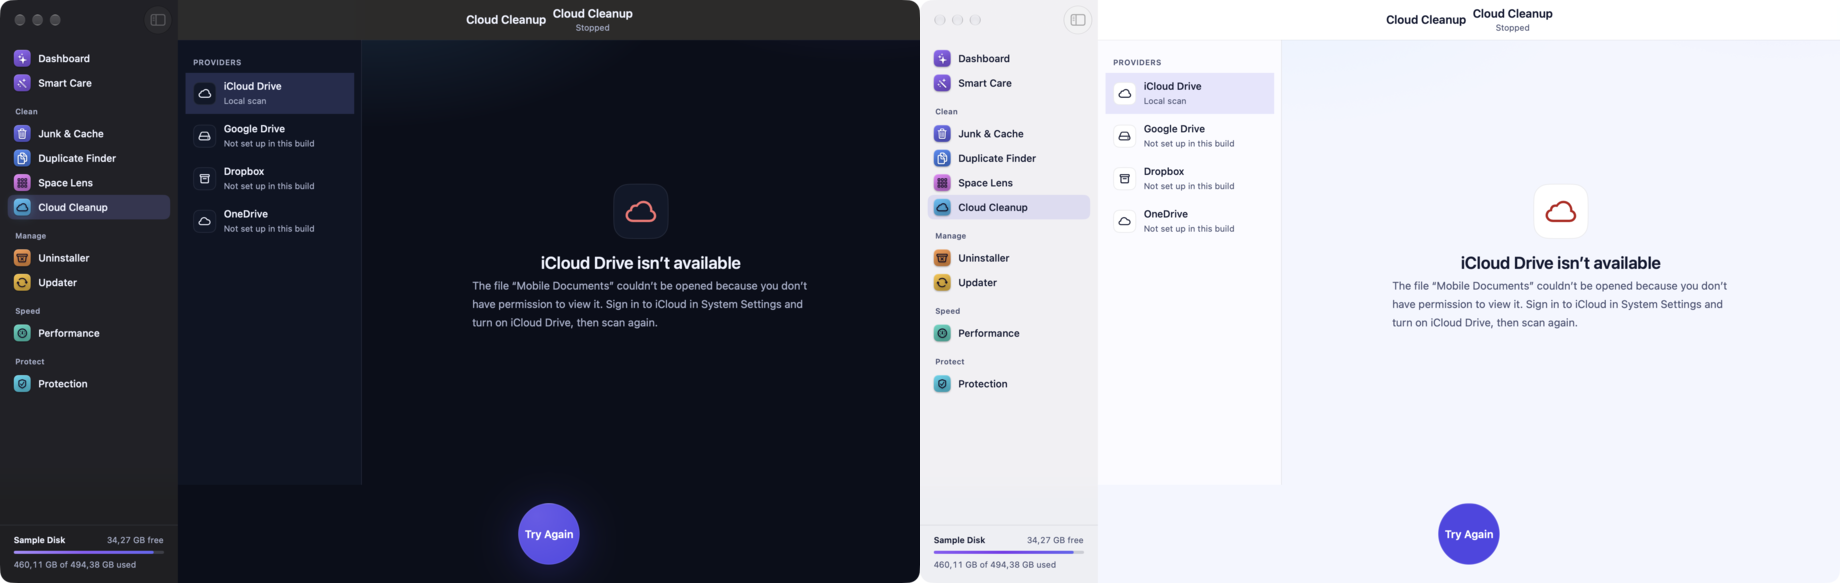 Cloud Cleanup
Cloud Cleanup
Stopped
Dashboard
Smart Care
Clean
Junk & Cache
Duplicate Finder
Space Lens
Cloud Cleanup
Manage
Uninstaller
Updater
Speed
Performance
Protect
Protection
Sample Disk 34,27 GB free
460,11 GB of 494,38 GB used
PROVIDERS
iCloud Drive
Local scan
Google Drive
Not set up in this build
Dropbox
Not set up in this build
OneDrive
Not set up in this build
iCloud Drive isn’t available
The file “Mobile Documents” couldn’t be opened because you don’t
have permission to view it. Sign in to iCloud in System Settings and
turn on iCloud Drive, then scan again.
Try Again
Cloud Cleanup
Cloud Cleanup
Stopped
Dashboard
Smart Care
Clean
Junk & Cache
Duplicate Finder
Space Lens
Cloud Cleanup
Manage
Uninstaller
Updater
Speed
Performance
Protect
Protection
Sample Disk 34,27 GB free
460,11 GB of 494,38 GB used
PROVIDERS
iCloud Drive
Local scan
Google Drive
Not set up in this build
Dropbox
Not set up in this build
OneDrive
Not set up in this build
iCloud Drive isn’t available
The file “Mobile Documents” couldn’t be opened because you don’t
have permission to view it. Sign in to iCloud in System Settings and
turn on iCloud Drive, then scan again.
Try Again